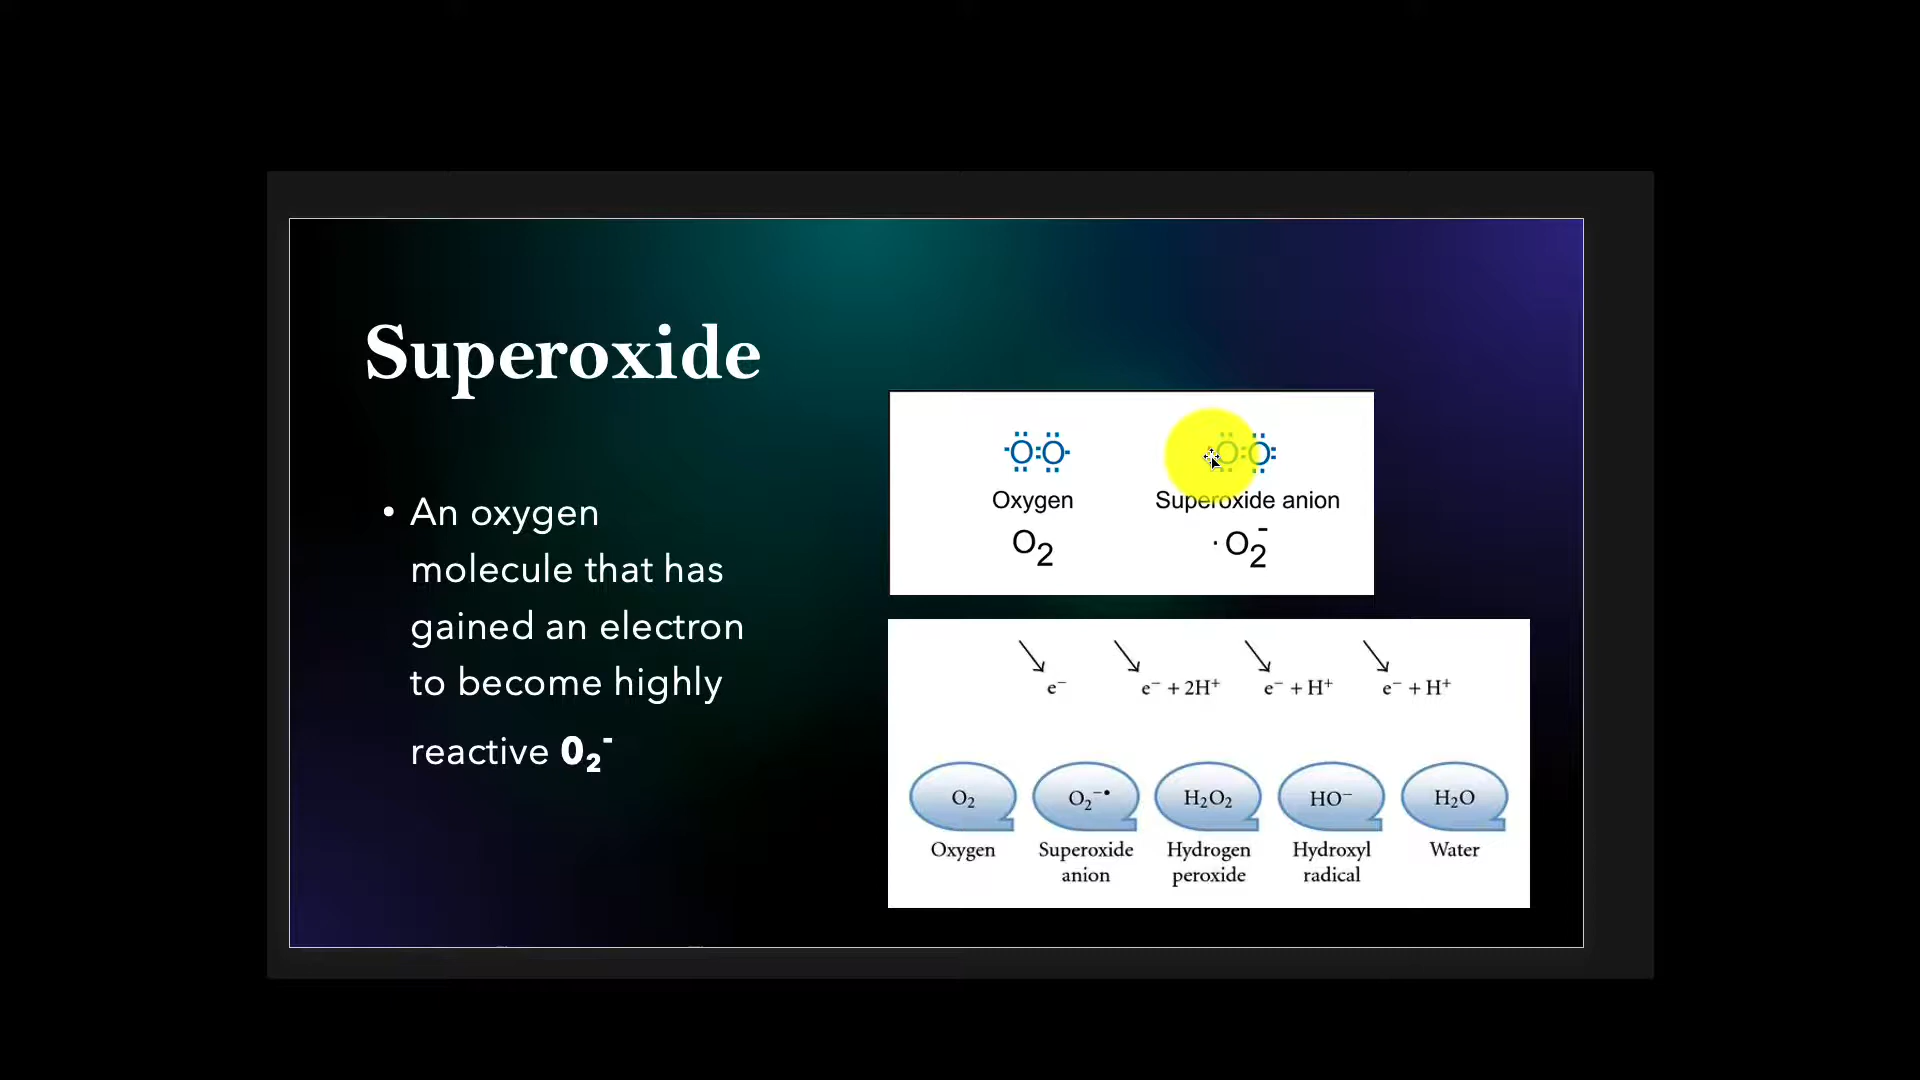 Superoxide
• An oxygen
molecule that has
gained an electron
to become highly
reactive 0₂⁻
·O:O·
:O:O:
Oxygen
Superoxide anion
O₂
·O₂⁻
e⁻
e⁻ + 2H⁺
e⁻ + H⁺
e⁻ + H⁺
O₂
O₂⁻•
H₂O₂
HO⁻
H₂O
Oxygen
Superoxide
anion
Hydrogen
peroxide
Hydroxyl
radical
Water